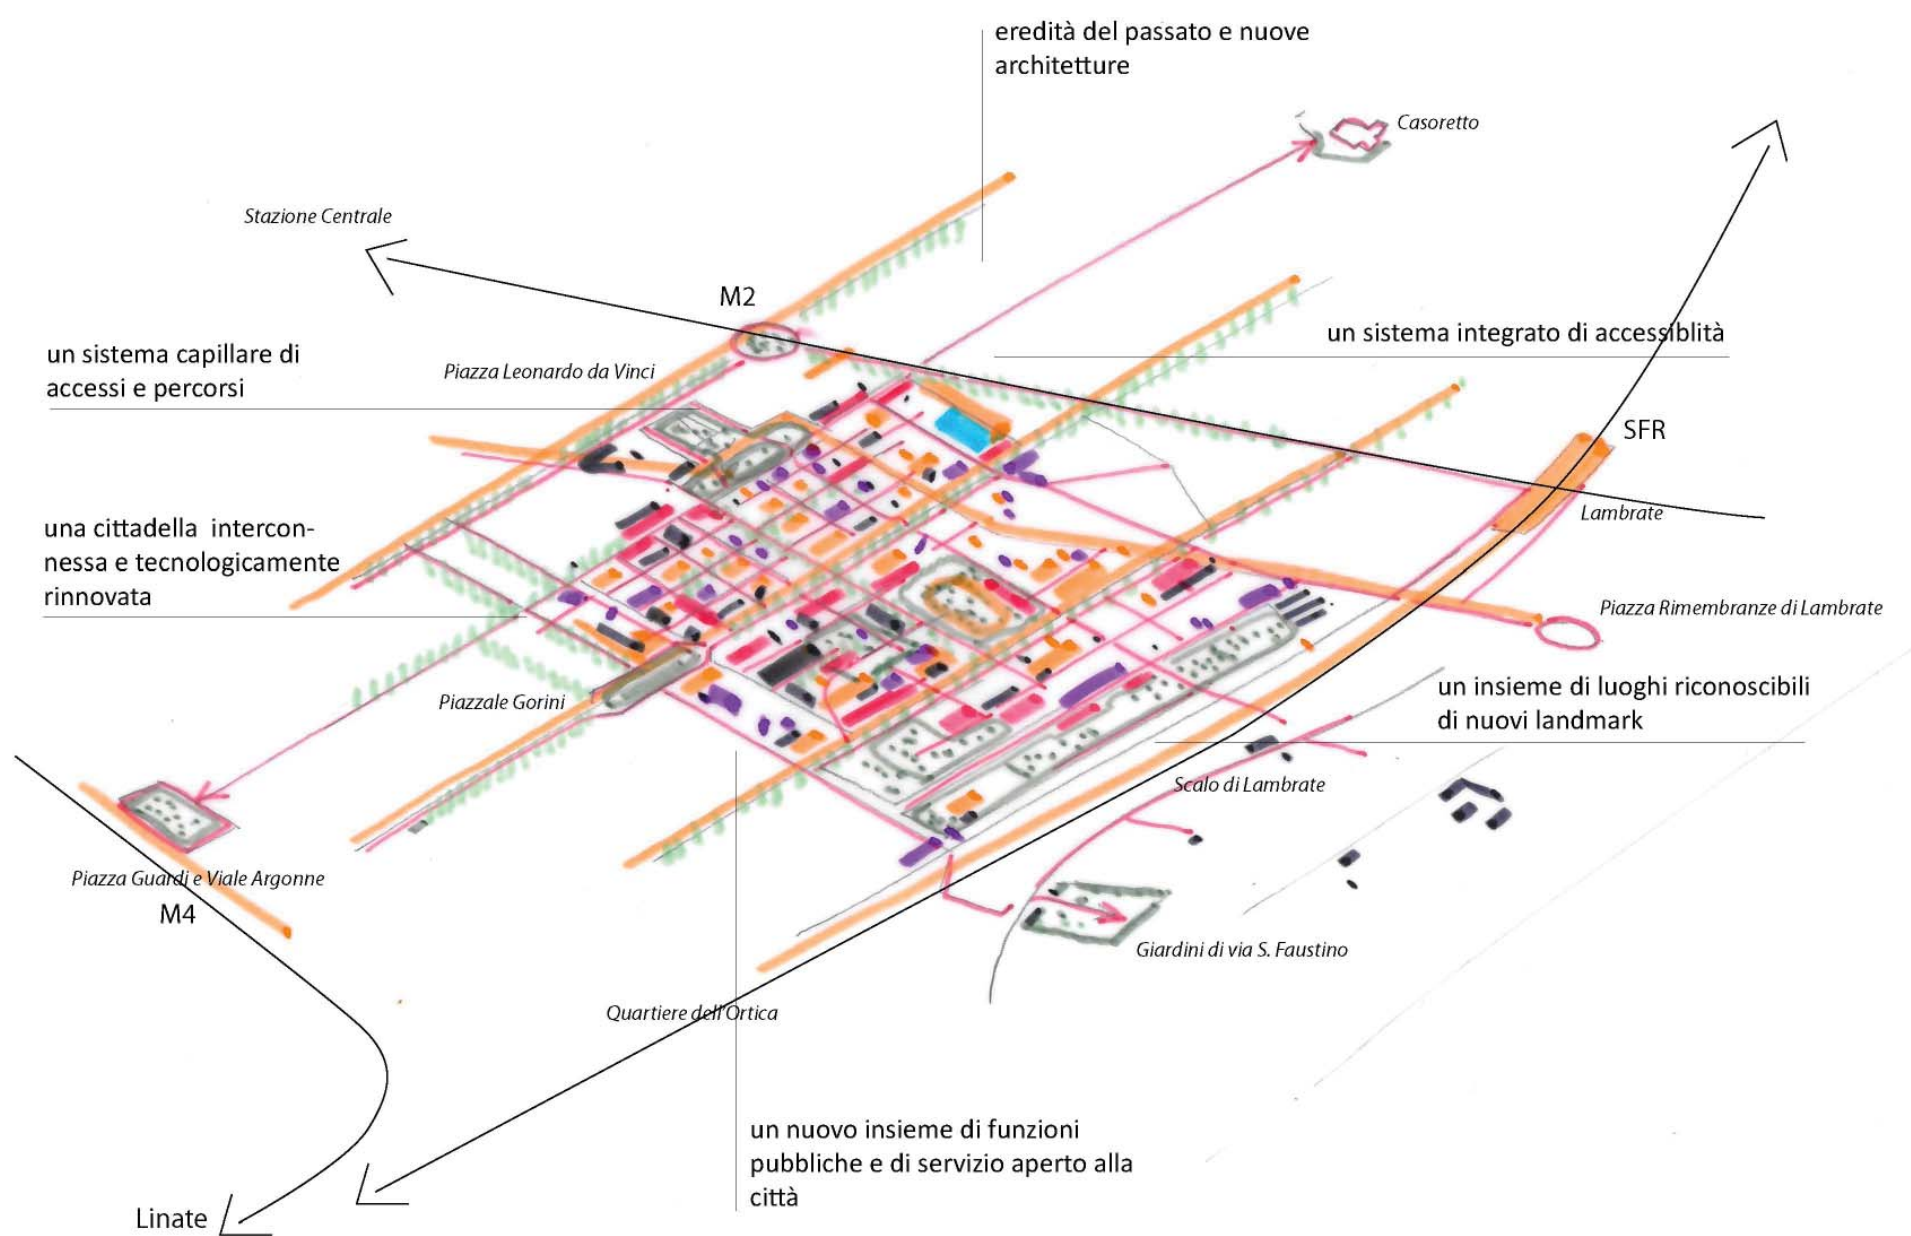 eredità del passato e nuove
architetture
Casoretto
Stazione Centrale
M2
un sistema integrato di accessiblità
un sistema capillare di
accessi e percorsi
Piazza Leonardo da Vinci
SFR
Lambrate
una cittadella intercon-
nessa e tecnologicamente
rinnovata
Piazza Rimembranze di Lambrate
Piazzale Gorini
un insieme di luoghi riconoscibili
di nuovi landmark
Scalo di Lambrate
Piazza Guardi e Viale Argonne
M4
Giardini di via S. Faustino
Quartiere dell'Ortica
un nuovo insieme di funzioni
pubbliche e di servizio aperto alla
città
Linate